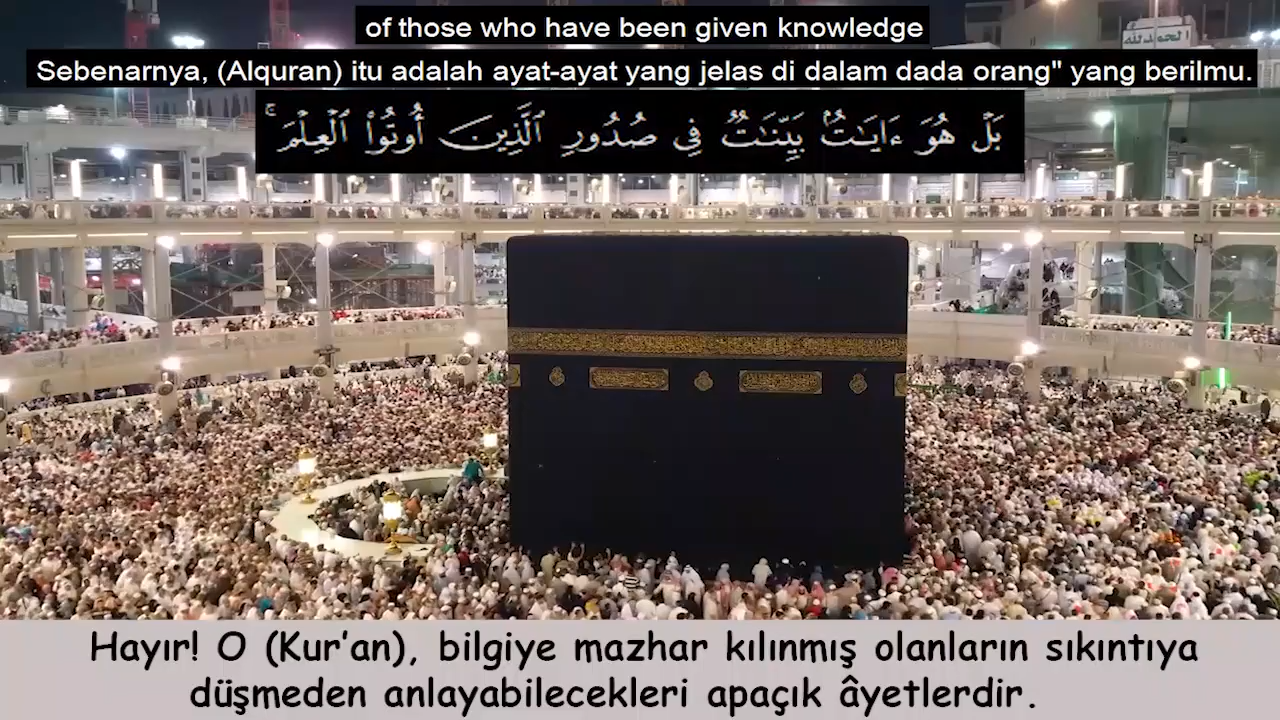 of those who have been given knowledge
Sebenarnya, (Alquran) itu adalah ayat-ayat yang jelas di dalam dada orang" yang berilmu.
بَلۡ هُوَ ءَايَٰتُۢ بَيِّنَٰتٞ فِي صُدُورِ ٱلَّذِينَ أُوتُواْ ٱلۡعِلۡمَۚ
الحمد لله
Hayır! O (Kur’an), bilgiye mazhar kılınmış olanların sıkıntıya
düşmeden anlayabilecekleri apaçık âyetlerdir.